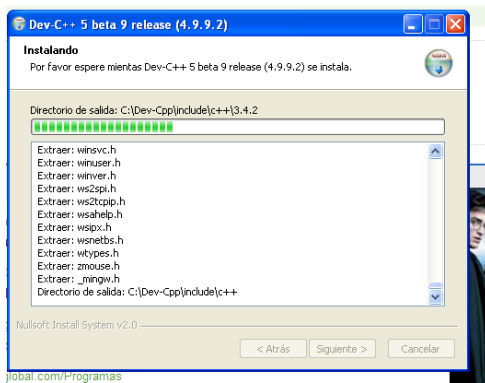 Dev-C++ 5 beta 9 release (4.9.9.2)
Instalando
Por favor espere mientas Dev-C++ 5 beta 9 release (4.9.9.2) se instala.
Directorio de salida: C:\Dev-Cpp\include\c++\3.4.2
Extraer: winsvc.h
Extraer: winuser.h
Extraer: winver.h
Extraer: ws2spi.h
Extraer: ws2tcpip.h
Extraer: wsahelp.h
Extraer: wsipx.h
Extraer: wsnetbs.h
Extraer: wtypes.h
Extraer: zmouse.h
Extraer: _mingw.h
Directorio de salida: C:\Dev-Cpp\include\c++
Nullsoft Install System v2.0
< Atrás Siguiente > Cancelar
global.com/Programas